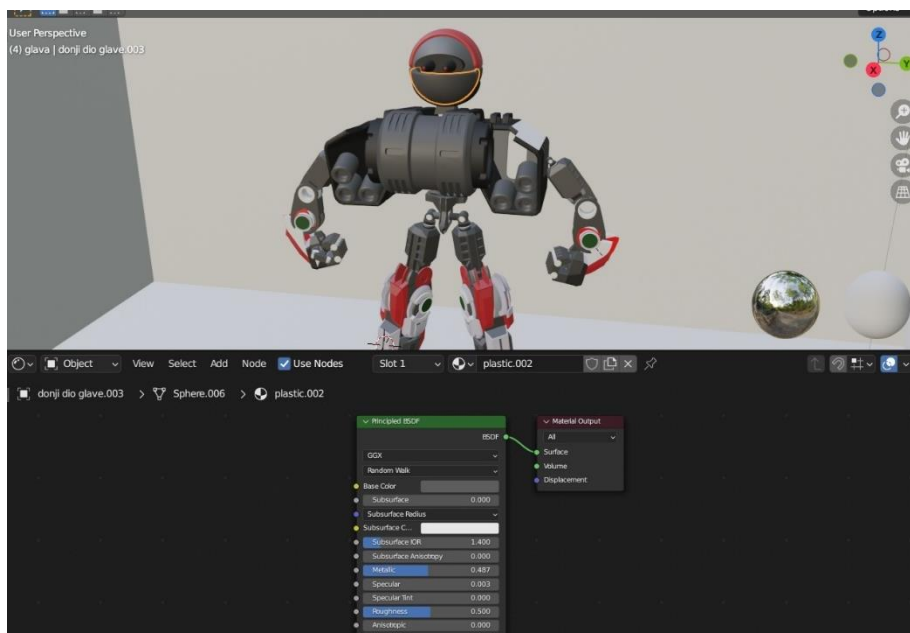 User Perspective
(4) glava | donji dio glave.003
Z
Y
X
Object View Select Add Node Use Nodes Slot 1 plastic.002
donji dio glave.003 > Sphere.006 > plastic.002
Principled BSDF
BSDF
GGX
Random Walk
Base Color
Subsurface 0.000
Subsurface Radius
Subsurface C...
Subsurface IOR 1.400
Subsurface Anisotropy 0.000
Metallic 0.487
Specular 0.003
Specular Tint 0.000
Roughness 0.500
Anisotropic 0.000
Material Output
All
Surface
Volume
Displacement